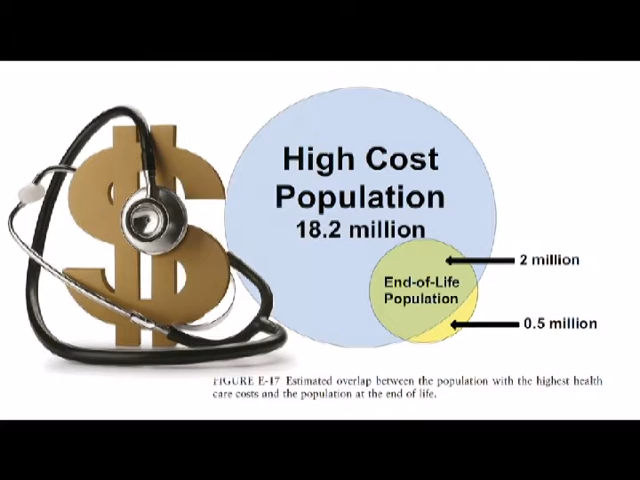 High Cost
Population
18.2 million
End-of-Life
Population
2 million
0.5 million
FIGURE E-17 Estimated overlap between the population with the highest health
care costs and the population at the end of life.